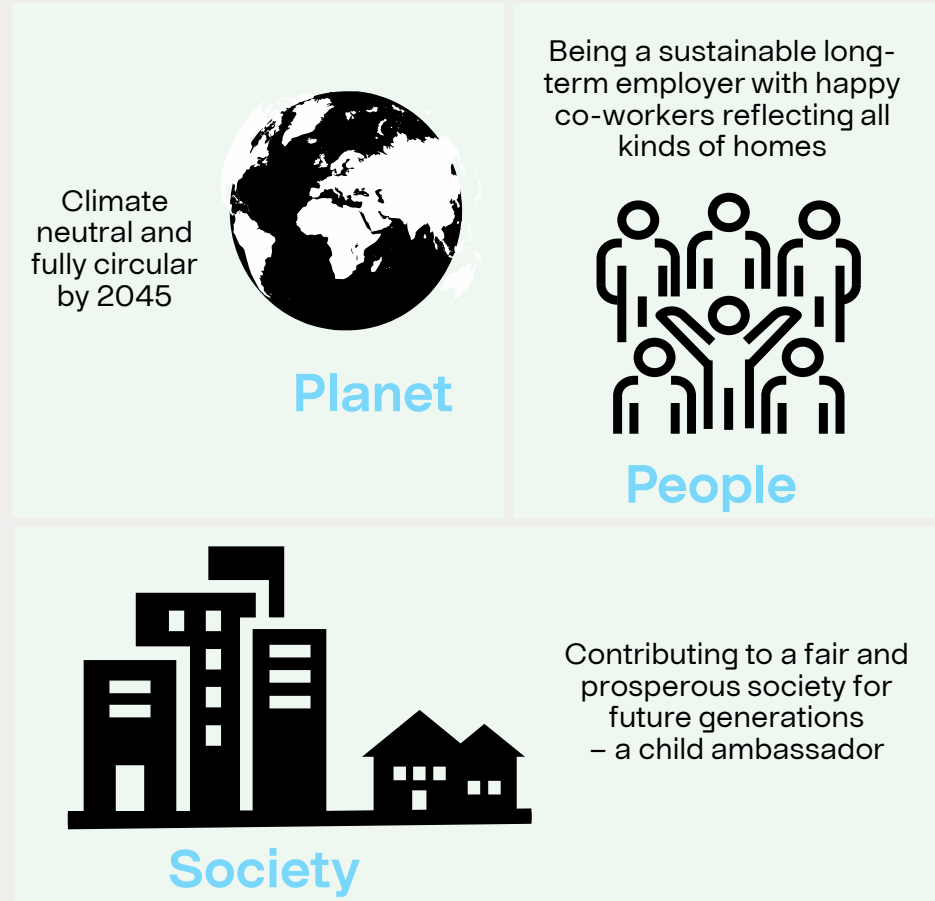 Climate
neutral and
fully circular
by 2045
Planet
Being a sustainable long-
term employer with happy
co-workers reflecting all
kinds of homes
People
Contributing to a fair and
prosperous society for
future generations
– a child ambassador
Society